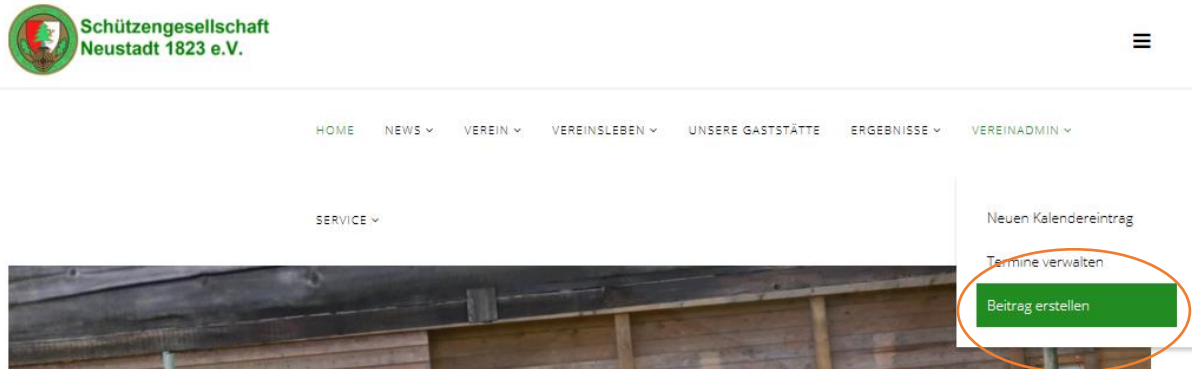 Schützengesellschaft
Neustadt 1823 e.V.
HOME NEWS VEREIN VEREINSLEBEN UNSERE GASTSTÄTTE ERGEBNISSE VEREINADMIN
SERVICE
Neuen Kalendereintrag
Termine verwalten
Beitrag erstellen